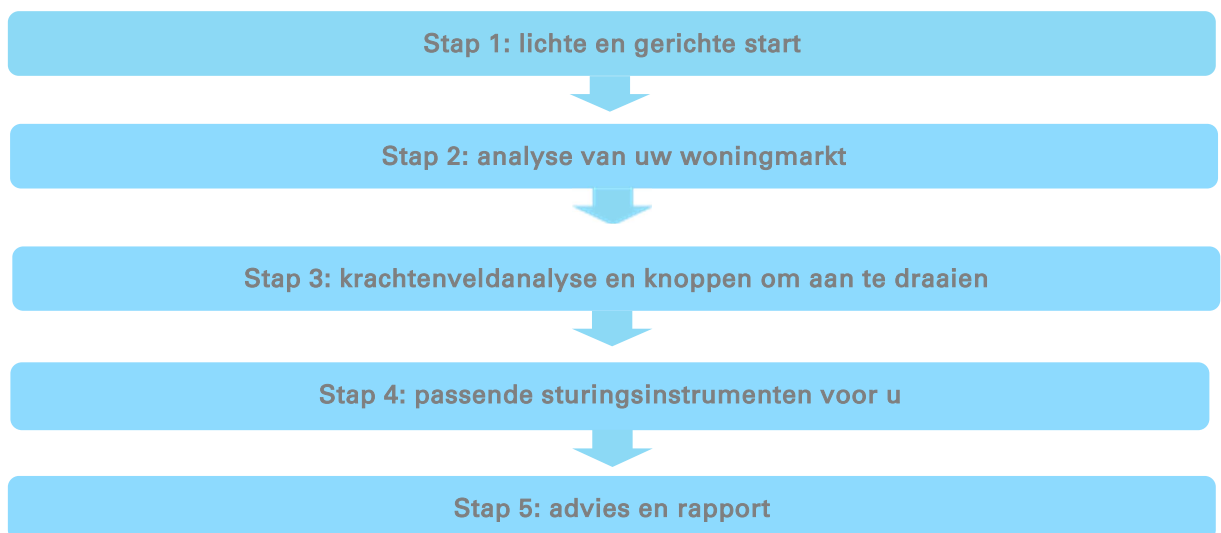 Stap 1: lichte en gerichte start
Stap 2: analyse van uw woningmarkt
Stap 3: krachtenveldanalyse en knoppen om aan te draaien
Stap 4: passende sturingsinstrumenten voor u
Stap 5: advies en rapport